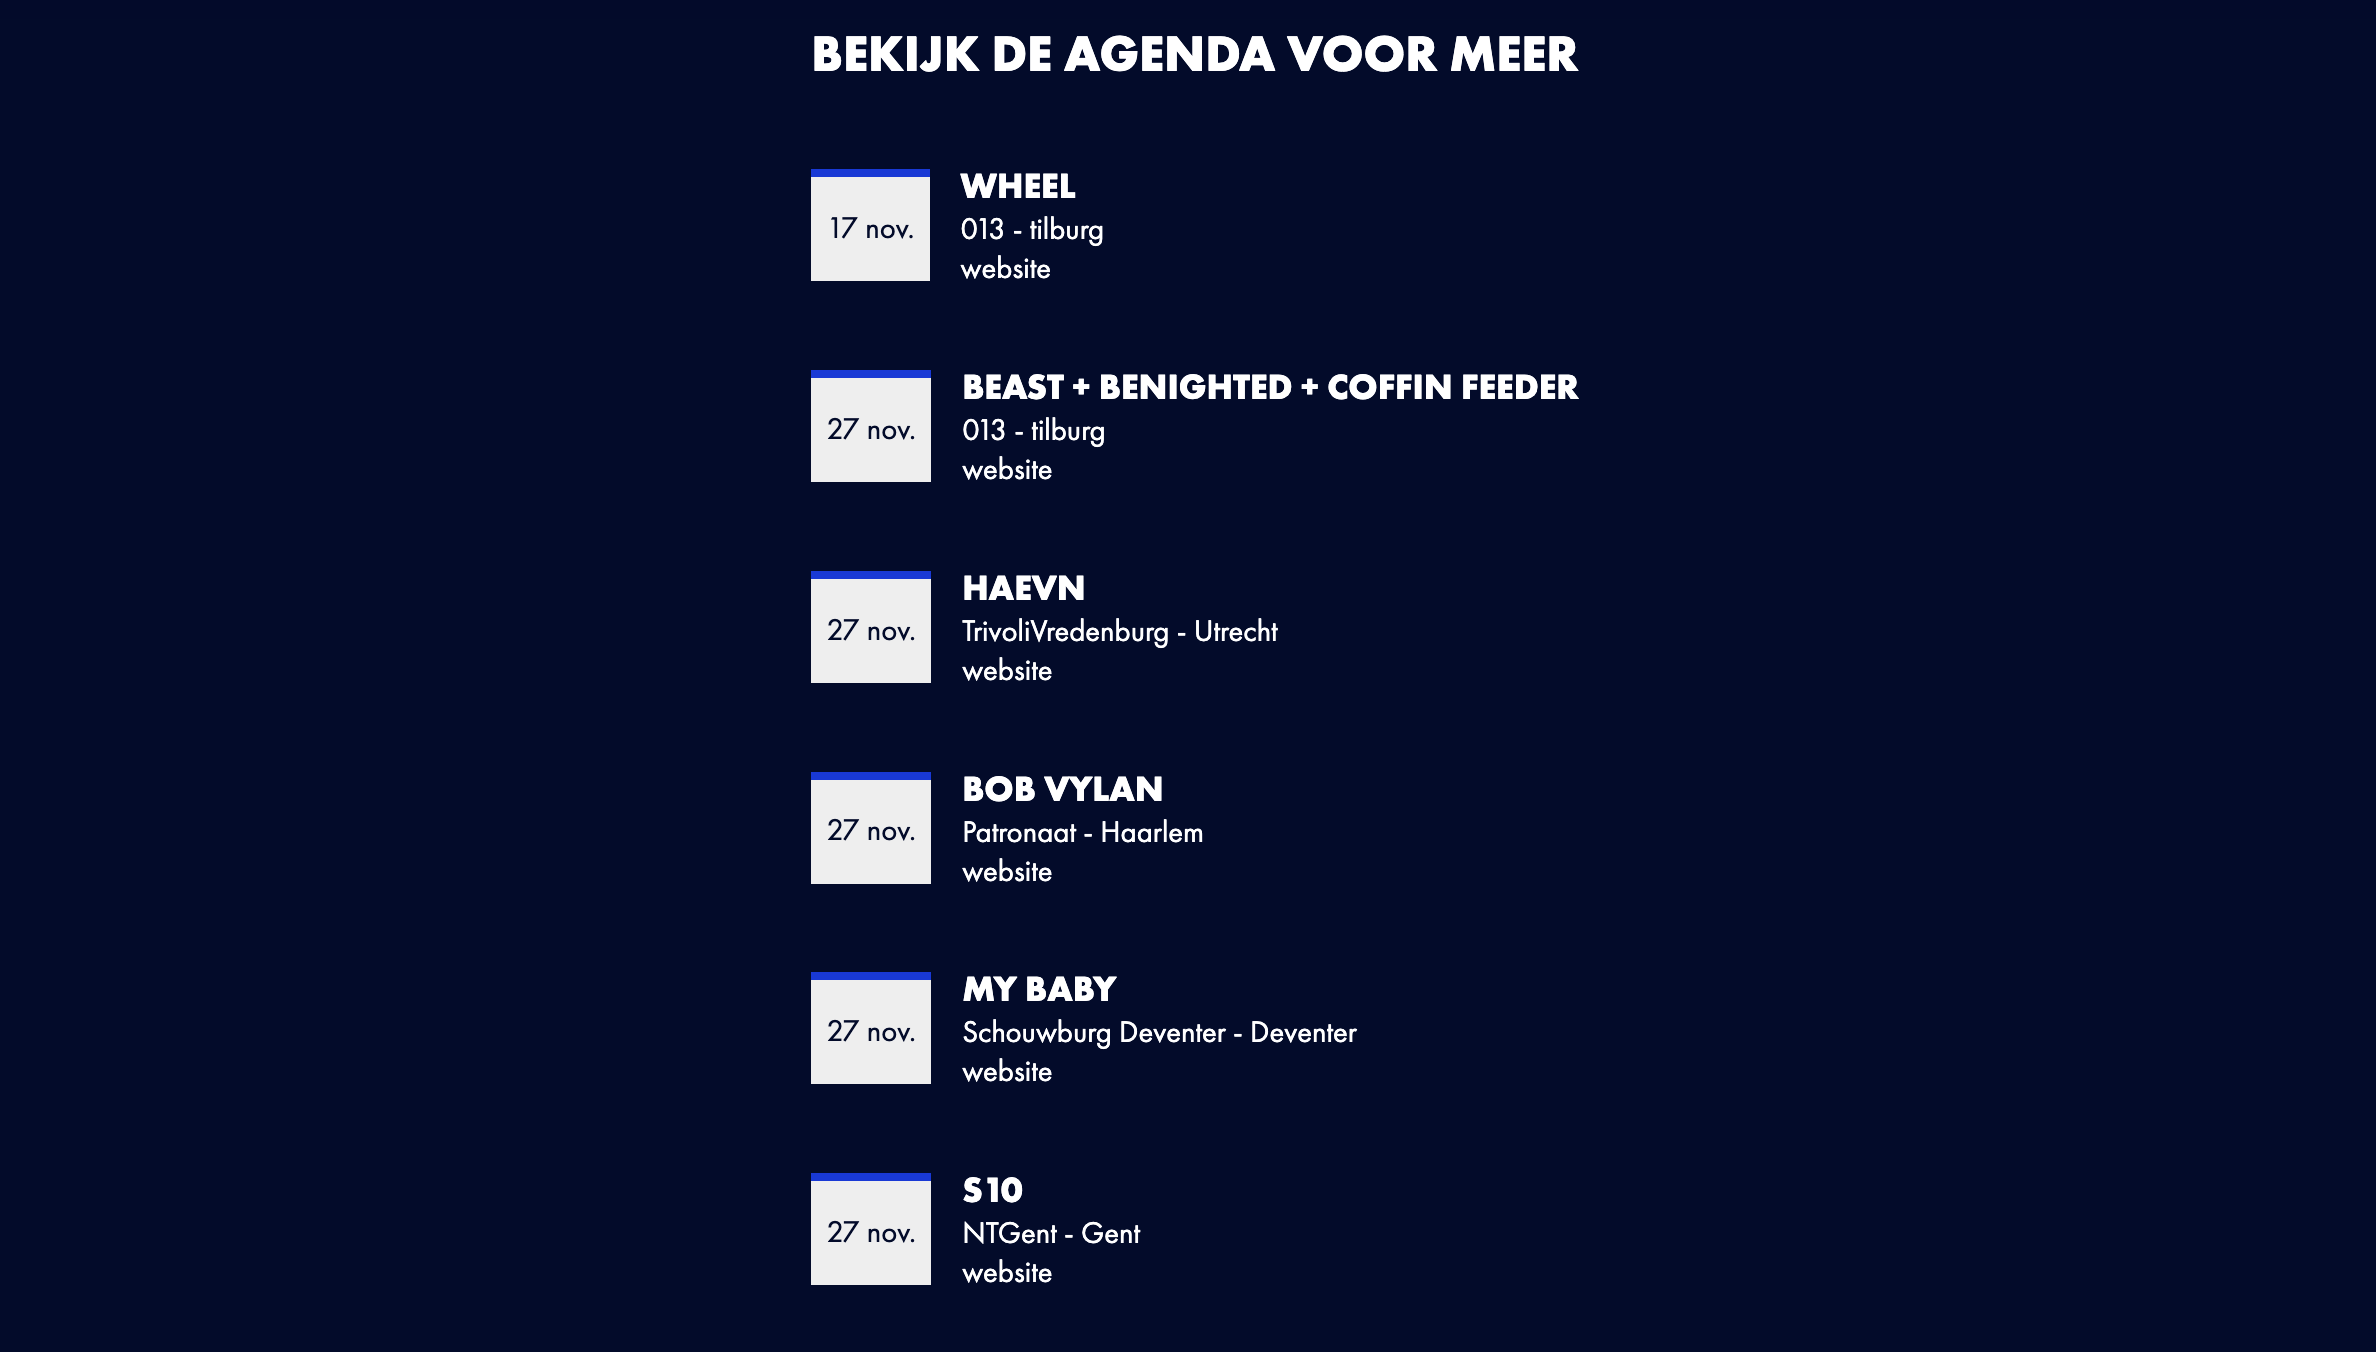 BEKIJK DE AGENDA VOOR MEER
17 nov.
WHEEL
013 - tilburg
website
27 nov.
BEAST + BENIGHTED + COFFIN FEEDER
013 - tilburg
website
27 nov.
HAEVN
TrivoliVredenburg - Utrecht
website
27 nov.
BOB VYLAN
Patronaat - Haarlem
website
27 nov.
MY BABY
Schouwburg Deventer - Deventer
website
27 nov.
S10
NTGent - Gent
website